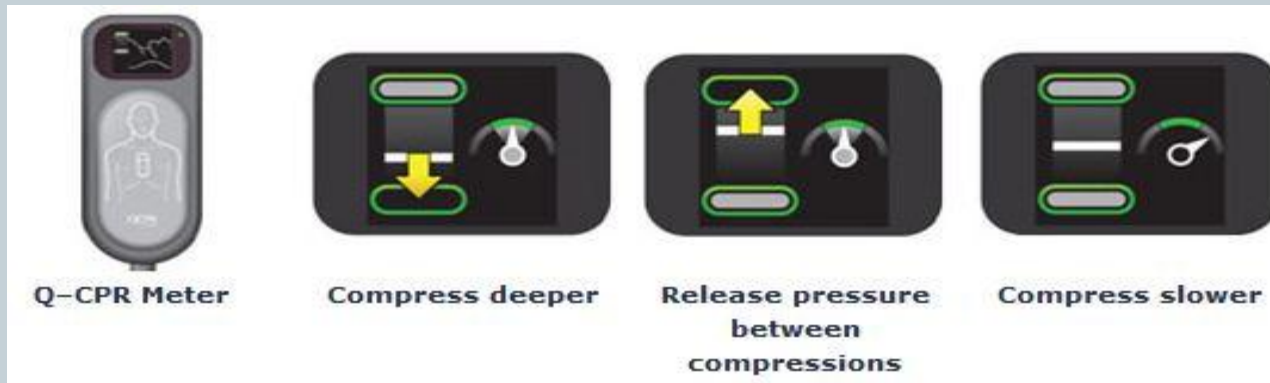 Q-CPR Meter
Compress deeper
Release pressure
between
compressions
Compress slower